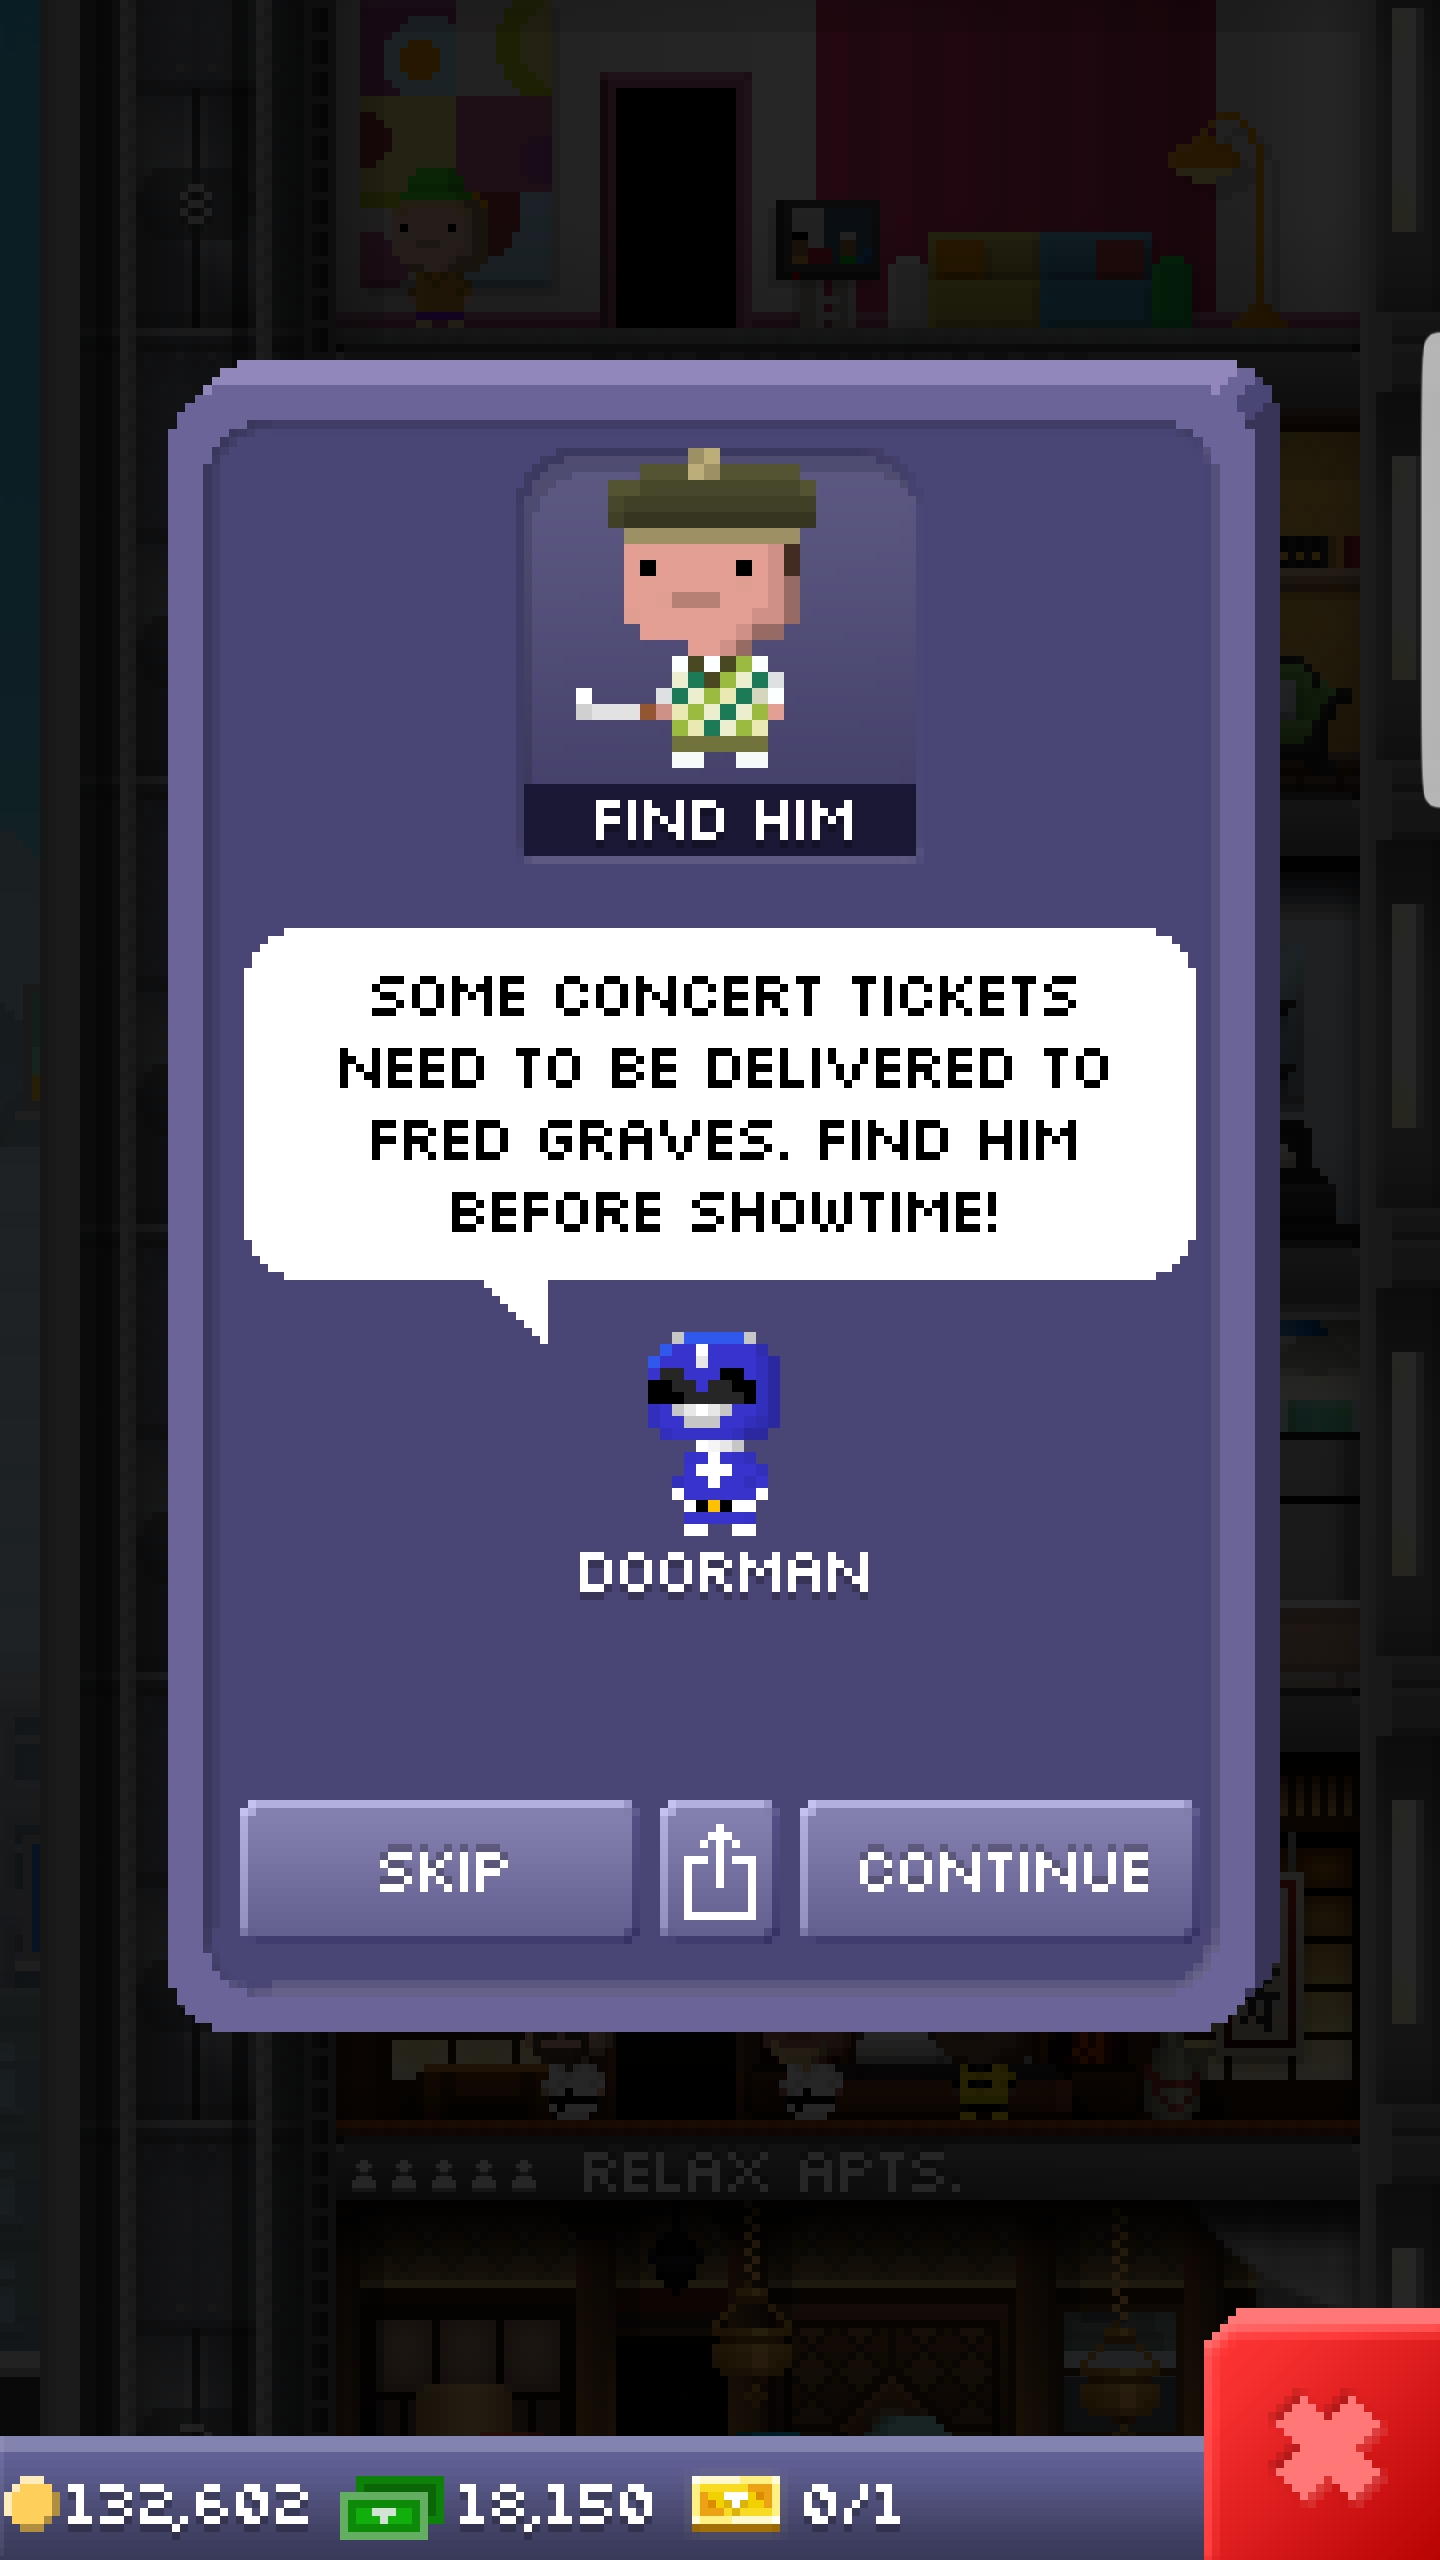 FIND HIM
SOME CONCERT TICKETS
NEED TO BE DELIVERED TO
FRED GRAVES. FIND HIM
BEFORE SHOWTIME!
DOORMAN
SKIP
CONTINUE
RELAX APTS.
132,602
18,150
0/1